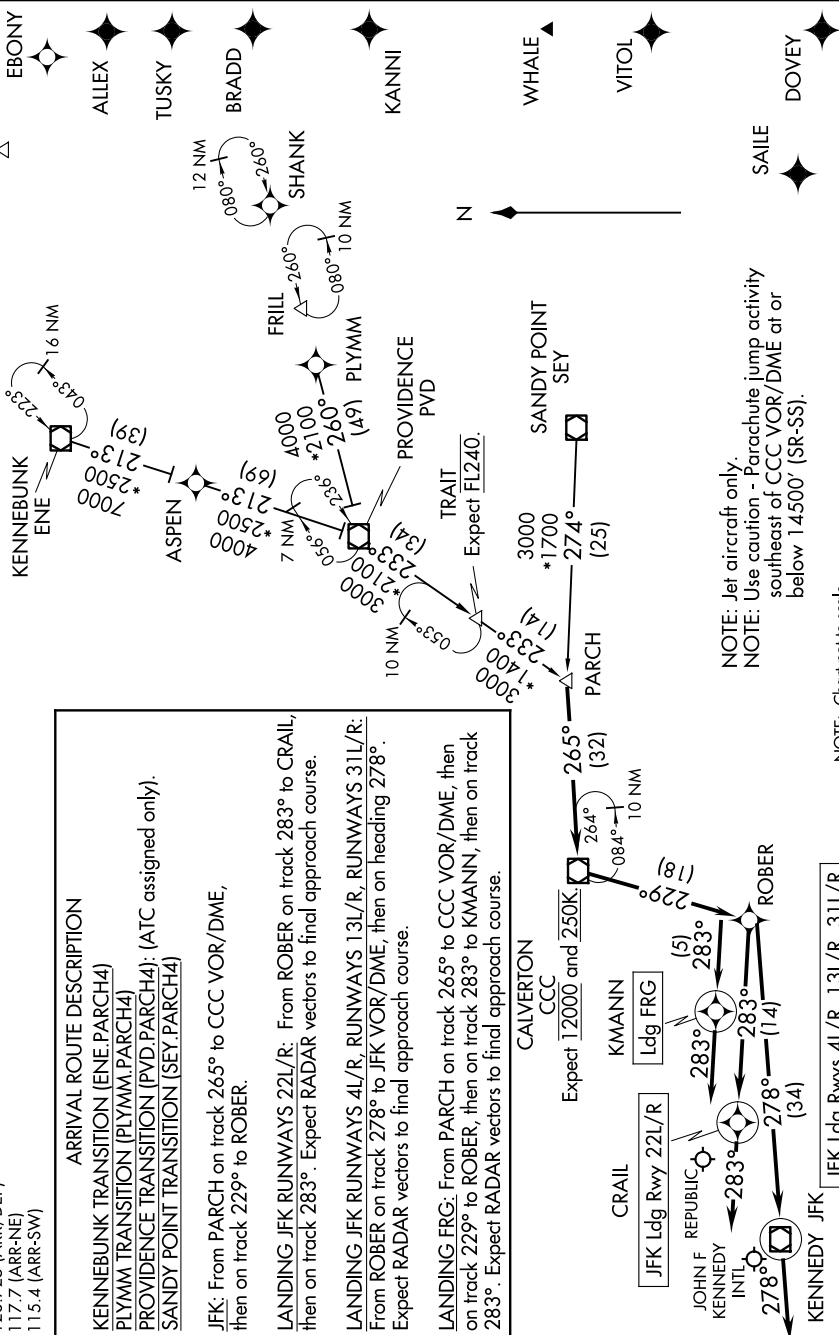 117.7 (ARR-NE)
115.4 (ARR-SW)
ARRIVAL ROUTE DESCRIPTION
KENNEBUNK TRANSITION (ENE.PARCH4)
PLYMM TRANSITION (PLYMM.PARCH4)
PROVIDENCE TRANSITION (PVD.PARCH4): (ATC assigned only).
SANDY POINT TRANSITION (SEY.PARCH4)
JFK: From PARCH on track 265° to CCC VOR/DME,
then on track 229° to ROBER.
LANDING JFK RUNWAYS 22L/R: From ROBER on track 283° to CRAIL,
then on track 283°. Expect RADAR vectors to final approach course.
LANDING JFK RUNWAYS 4L/R, RUNWAYS 13L/R, RUNWAYS 31L/R:
From ROBER on track 278° to JFK VOR/DME, then on heading 278°.
Expect RADAR vectors to final approach course.
LANDING FRG: From PARCH on track 265° to CCC VOR/DME, then
on track 229° to ROBER, then on track 283° to KMANN, then on track
283°. Expect RADAR vectors to final approach course.
EBONY
ALLEX
TUSKY
BRADD
KANNI
WHALE
VITOL
DOVEY
SAILE
12 NM
080°
260°
SHANK
FRILL
260°
080°
10 NM
N
KENNEBUNK
ENE
223°
043°
16 NM
7000
*2500
213°
(39)
ASPEN
4000
*2500
213°
(69)
PLYMM
4000
*2100
260°
(49)
PROVIDENCE
PVD
7 NM
056°
236°
3000
*2100
233°
(34)
TRAIT
Expect FL240.
10 NM
053°
3000
*1400
233°
(14)
SANDY POINT
SEY
3000
*1700
274°
(25)
PARCH
265°
(32)
CALVERTON
CCC
Expect 12000 and 250K.
264°
084°
10 NM
229°
(18)
ROBER
(5)
283°
KMANN
Ldg FRG
283°
283°
(14)
CRAIL
JFK Ldg Rwy 22L/R
283°
278°
(34)
REPUBLIC
JOHN F
KENNEDY
INTL
KENNEDY JFK
278°
JFK Ldg Rwys 4L/R, 13L/R, 31L/R
NOTE: Jet aircraft only.
NOTE: Use caution - Parachute jump activity
southeast of CCC VOR/DME at or
below 14500' (SR-SS).